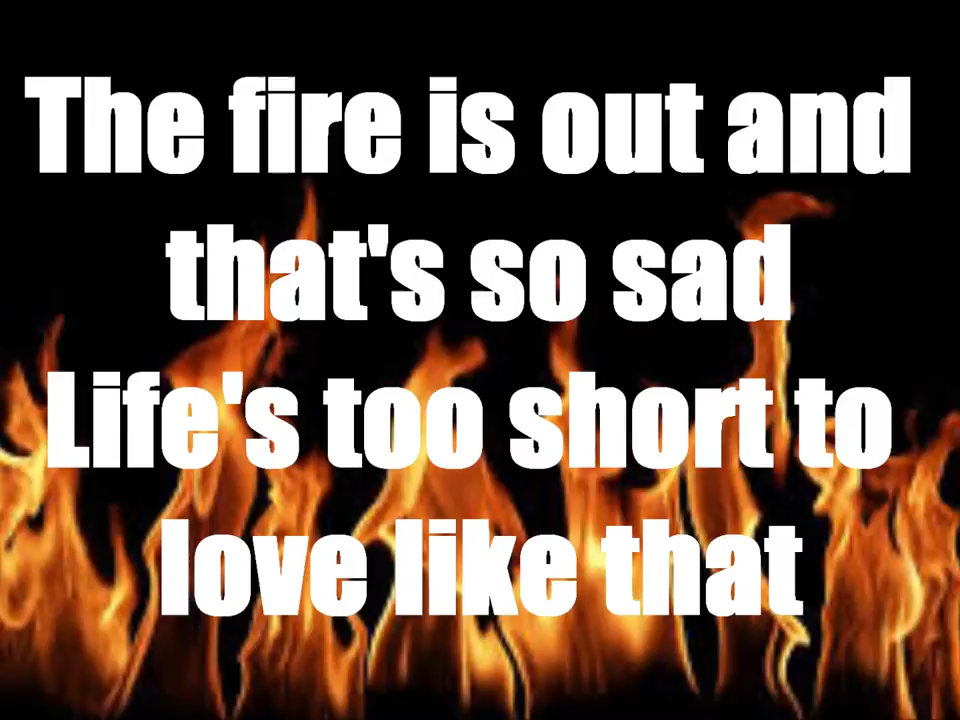 The fire is out and
that's so sad
Life's too short to
love like that